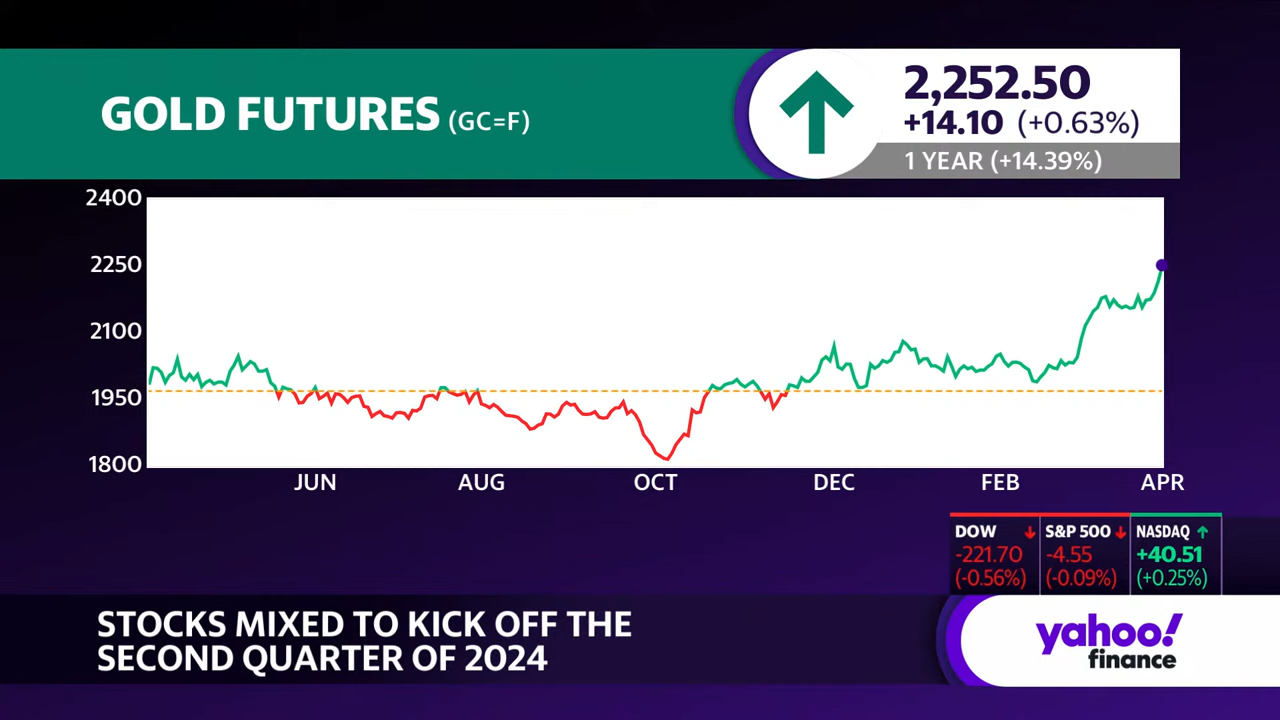 GOLD FUTURES (GC=F)
2,252.50
+14.10 (+0.63%)
1 YEAR (+14.39%)
2400
2250
2100
1950
1800
JUN AUG OCT DEC FEB APR
DOW S&P 500 NASDAQ
-221.70 -4.55 +40.51
(-0.56%) (-0.09%) (+0.25%)
STOCKS MIXED TO KICK OFF THE
SECOND QUARTER OF 2024
yahoo!
finance